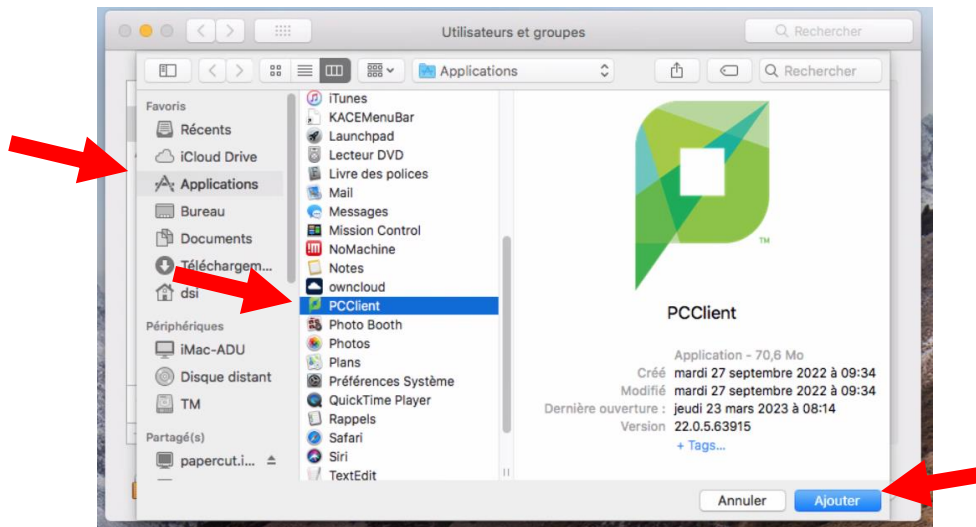 Utilisateurs et groupes
Rechercher
Applications
Rechercher
Favoris
Récents
iCloud Drive
Applications
Bureau
Documents
Téléchargem...
dsi
Périphériques
iMac-ADU
Disque distant
TM
Partagé(s)
papercut.i...
iTunes
KACEMenuBar
Launchpad
Lecteur DVD
Livre des polices
Mail
Messages
Mission Control
NoMachine
Notes
owncloud
PCClient
Photo Booth
Photos
Plans
Préférences Système
QuickTime Player
Rappels
Safari
Siri
TextEdit
TM
PCClient
Application - 70,6 Mo
Créé mardi 27 septembre 2022 à 09:34
Modifié mardi 27 septembre 2022 à 09:34
Dernière ouverture : jeudi 23 mars 2023 à 08:14
Version 22.0.5.63915
+ Tags...
Annuler
Ajouter